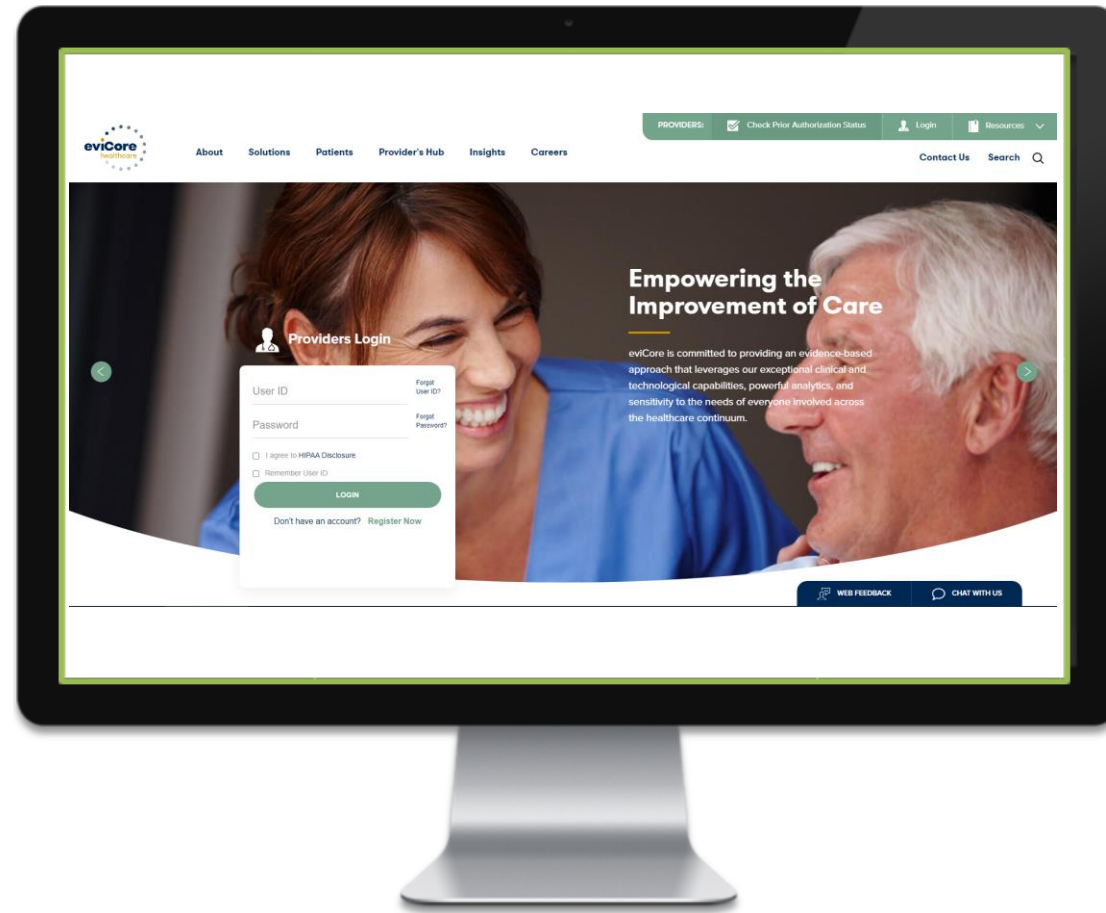 PROVIDERS: Check Prior Authorization Status Login Resources
eviCore
healthcare
About Solutions Patients Provider's Hub Insights Careers
Contact Us Search
Empowering the
Improvement of Care
eviCore is committed to providing an evidence-based
approach that leverages our exceptional clinical and
technological capabilities, powerful analytics, and
sensitivity to the needs of everyone involved across
the healthcare continuum.
Providers Login
User ID
Forgot
User ID?
Password
Forgot
Password?
I agree to HIPAA Disclosure
Remember User ID
LOGIN
Don't have an account? Register Now
WEB FEEDBACK CHAT WITH US